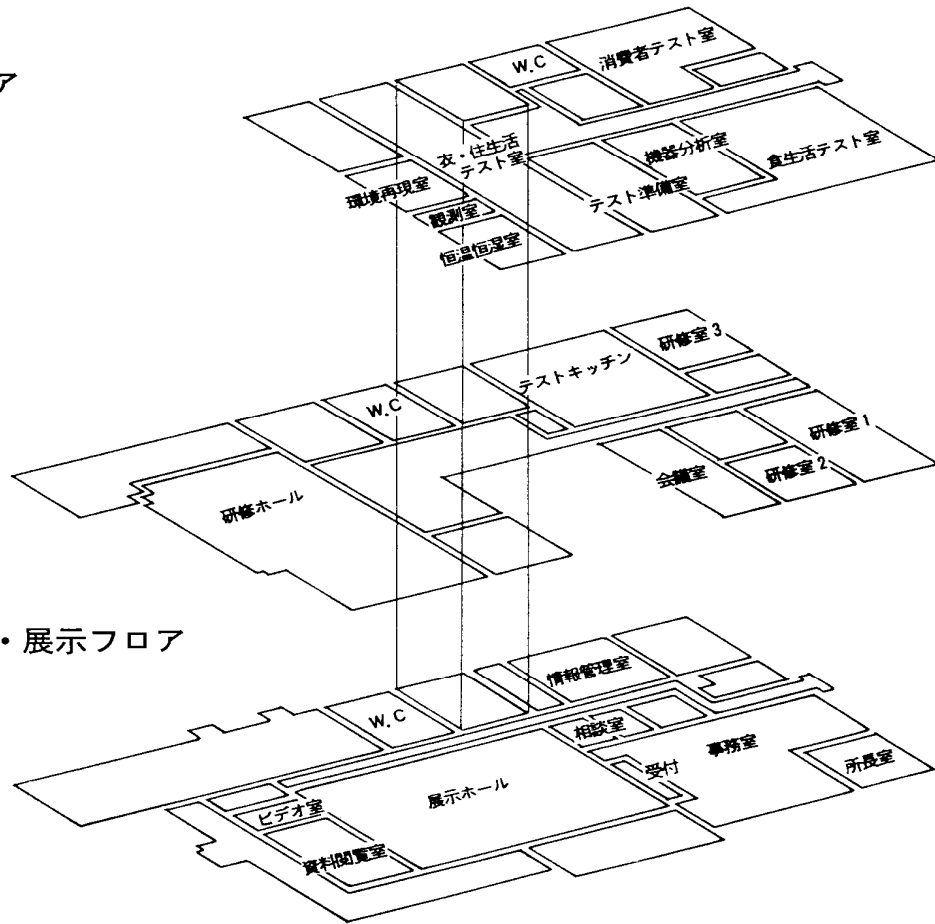 ア
消費者テスト室
W.C
衣・住生活
テスト室
機器分析室
食生活テスト室
環境再現室
テスト準備室
観測室
恒温恒湿室
研修室 3
テストキッチン
W.C
研修室 1
会議室
研修室 2
研修ホール
・展示フロア
情報管理室
W.C
相談室
事務室
受付
所長室
展示ホール
ビデオ室
資料閲覧室